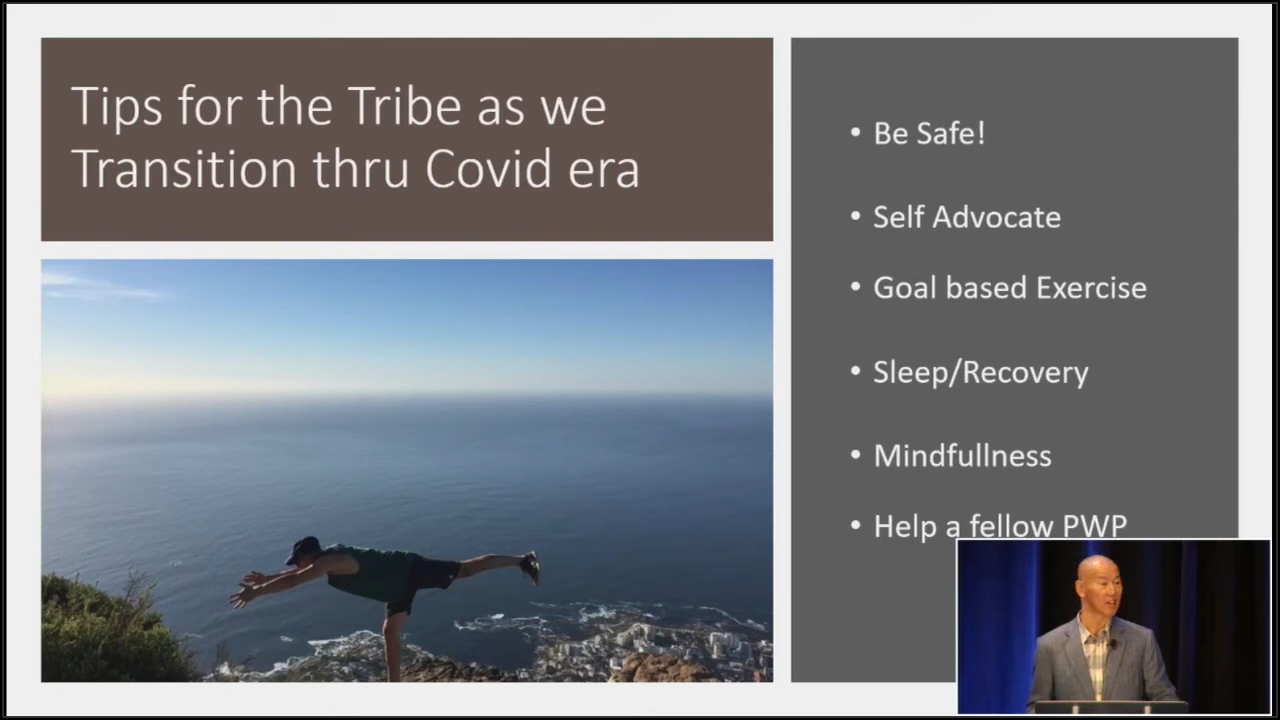 Tips for the Tribe as we
Transition thru Covid era
• Be Safe!
• Self Advocate
• Goal based Exercise
• Sleep/Recovery
• Mindfullness
• Help a fellow PWP